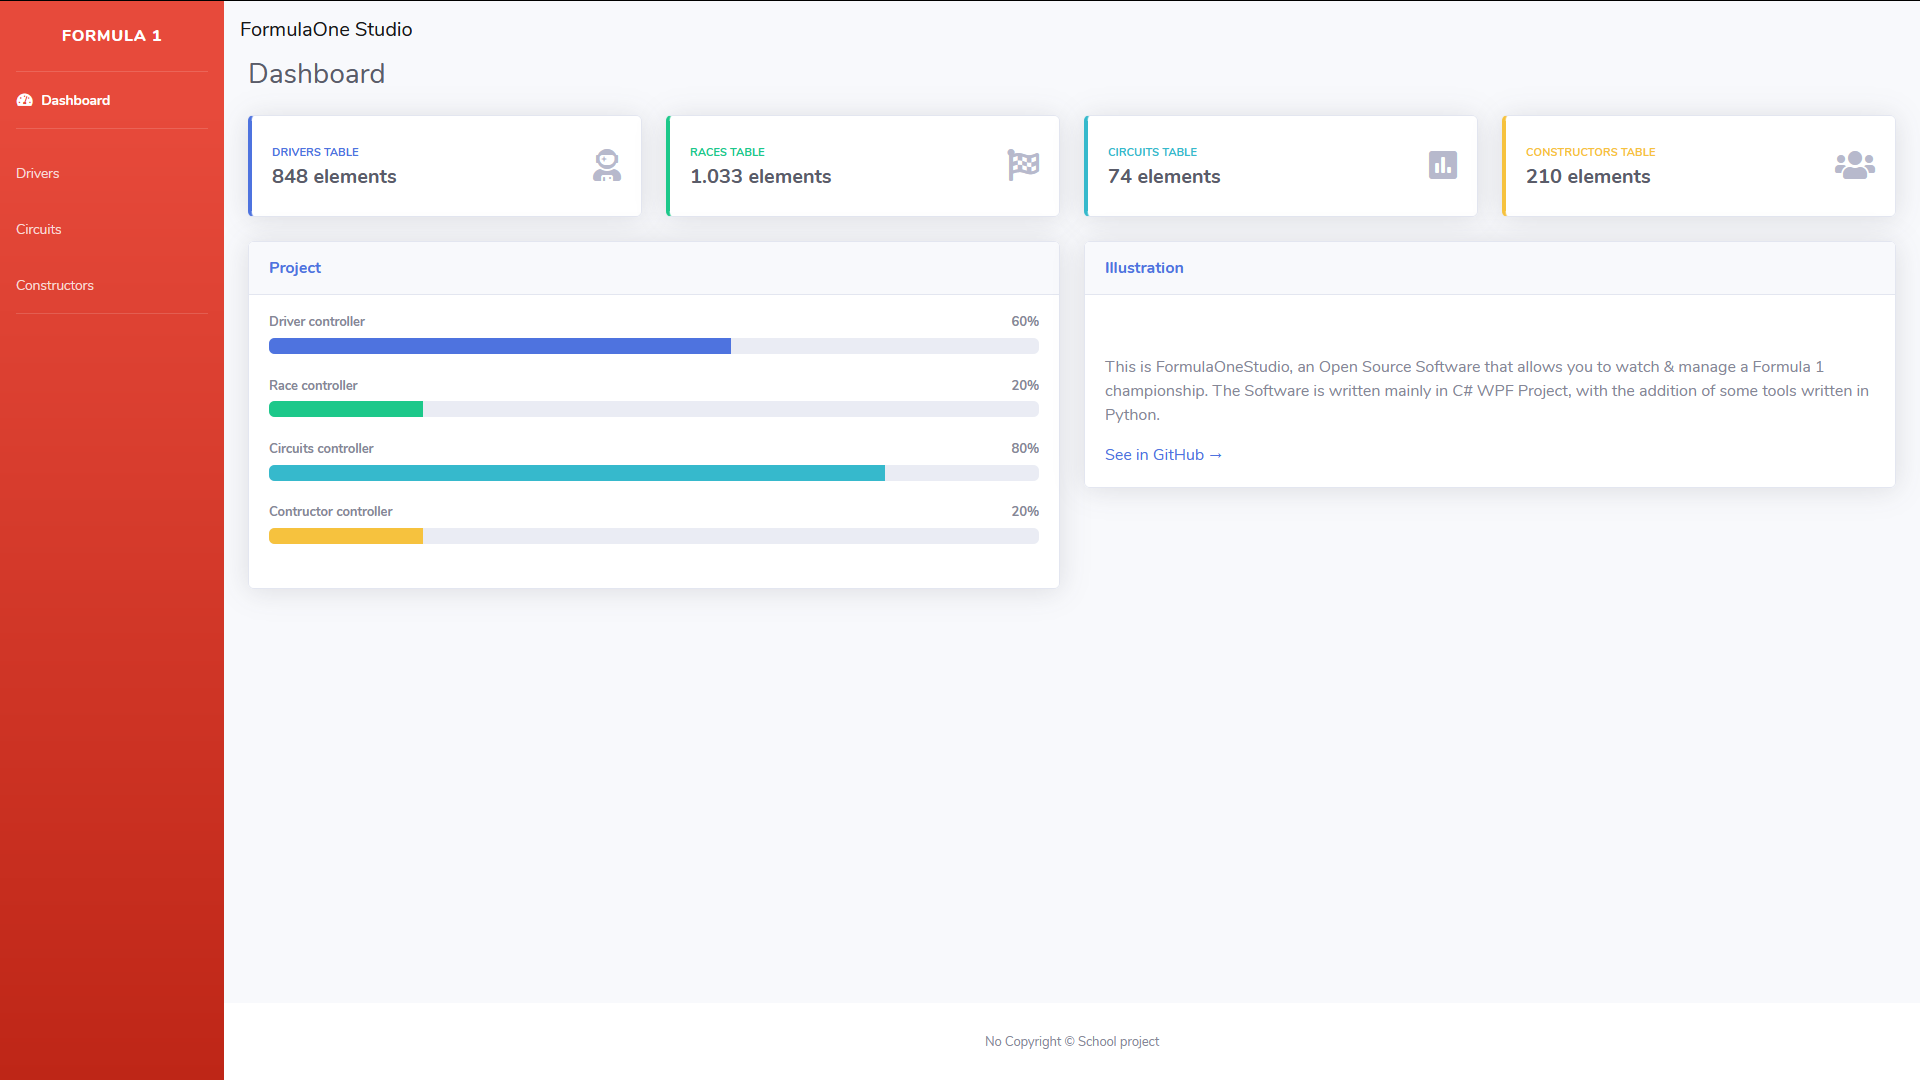 FORMULA 1
Dashboard
Drivers
Circuits
Constructors
FormulaOne Studio
Dashboard
DRIVERS TABLE
848 elements
RACES TABLE
1.033 elements
CIRCUITS TABLE
74 elements
CONSTRUCTORS TABLE
210 elements
Project
Driver controller 60%
Race controller 20%
Circuits controller 80%
Contructor controller 20%
Illustration
This is FormulaOneStudio, an Open Source Software that allows you to watch & manage a Formula 1
championship. The Software is written mainly in C# WPF Project, with the addition of some tools written in
Python.
See in GitHub →
No Copyright © School project